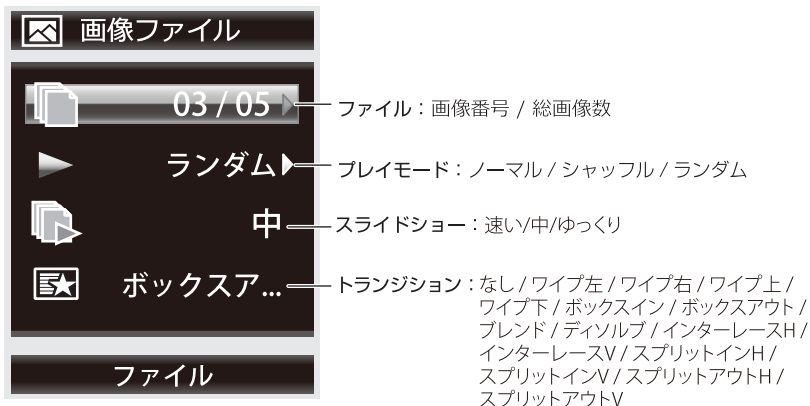 画像ファイル
03 / 05
ファイル：画像番号 / 総画像数
ランダム
プレイモード：ノーマル / シャッフル / ランダム
中
スライドショー：速い/中/ゆっくり
ボックスア...
トランジション：なし / ワイプ左 / ワイプ右 / ワイプ上 /
ワイプ下 / ボックスイン / ボックスアウト /
ブレンド / ディソルブ / インターレースH /
インターレースV / スプリットインH /
スプリットインV / スプリットアウトH /
スプリットアウトV
ファイル